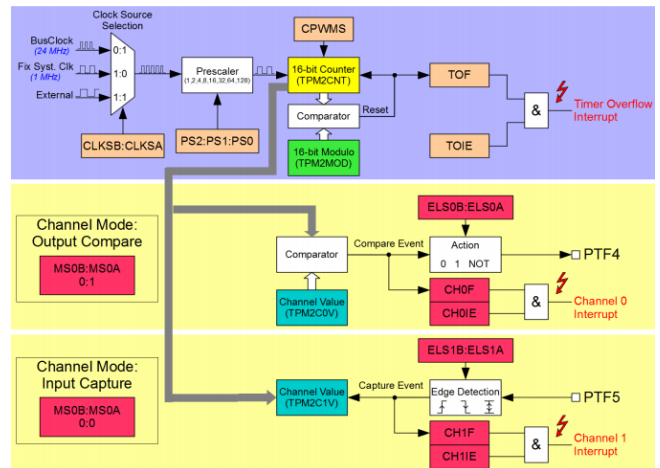 Clock Source
Selection
BusClock
(24 MHz)
Fix Syst. Clk
(1 MHz)
External
0:1
1:0
1:1
CLKSB:CLKSA
Prescaler
(1,2,4,8,16,32,64,128)
PS2:PS1:PS0
CPWMS
16-bit Counter
(TPM2CNT)
Reset
Comparator
16-bit Modulo
(TPM2MOD)
TOF
TOIE
&
Timer Overflow
Interrupt
Channel Mode:
Output Compare
MS0B:MS0A
0:1
Comparator
Channel Value
(TPM2C0V)
Compare Event
ELS0B:ELS0A
Action
0 1 NOT
PTF4
CH0F
CH0IE
&
Channel 0
Interrupt
Channel Mode:
Input Capture
MS0B:MS0A
0:0
Channel Value
(TPM2C1V)
Capture Event
ELS1B:ELS1A
Edge Detection
PTF5
CH1F
CH1IE
&
Channel 1
Interrupt